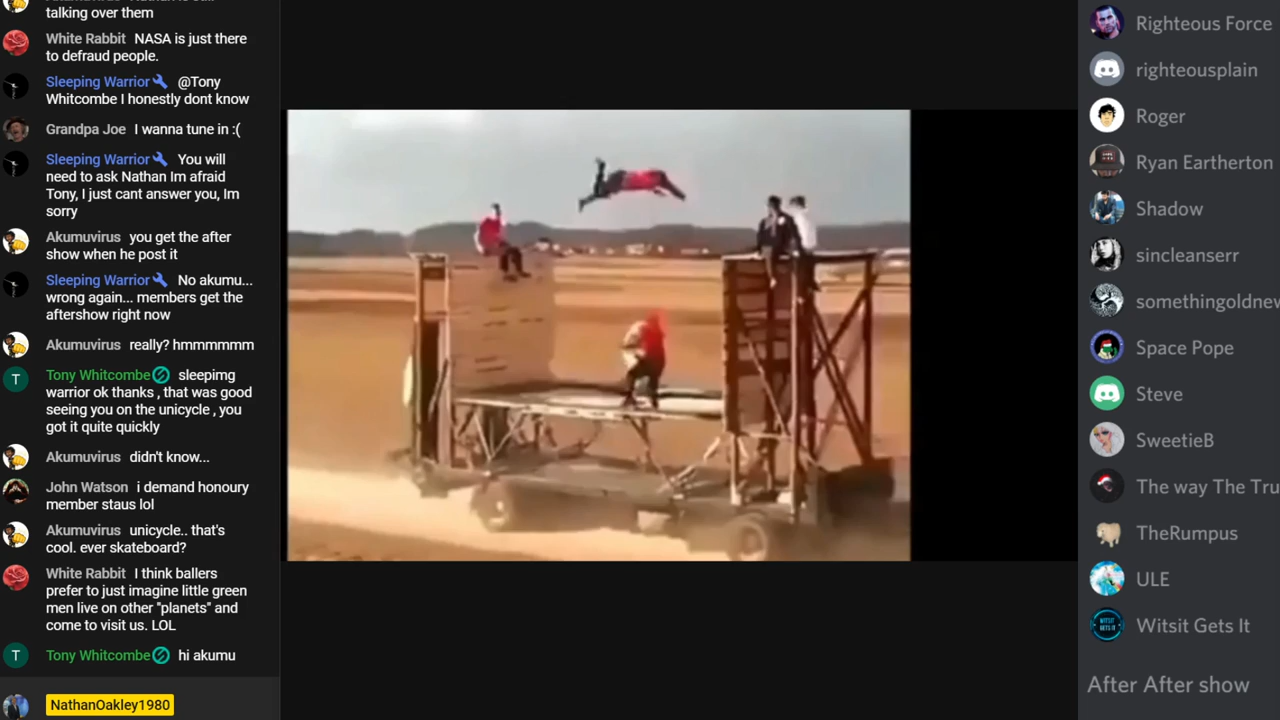 talking over them
White Rabbit NASA is just there
to defraud people.
Sleeping Warrior @Tony
Whitcombe I honestly dont know
Grandpa Joe I wanna tune in :(
Sleeping Warrior You will
need to ask Nathan Im afraid
Tony, I just cant answer you, Im
sorry
Akumuvirus you get the after
show when he post it
Sleeping Warrior No akumu...
wrong again... members get the
aftershow right now
Akumuvirus really? hmmmmmm
Tony Whitcombe sleepimg
warrior ok thanks , that was good
seeing you on the unicycle , you
got it quite quickly
Akumuvirus didn't know...
John Watson i demand honoury
member staus lol
Akumuvirus unicycle.. that's
cool. ever skateboard?
White Rabbit I think ballers
prefer to just imagine little green
men live on other "planets" and
come to visit us. LOL
Tony Whitcombe hi akumu
NathanOakley1980
Righteous Force
righteousplain
Roger
Ryan Eartherton
Shadow
sincleanserr
somethingoldnew
Space Pope
Steve
SweetieB
The way The Tru
TheRumpus
ULE
Witsit Gets It
After After show